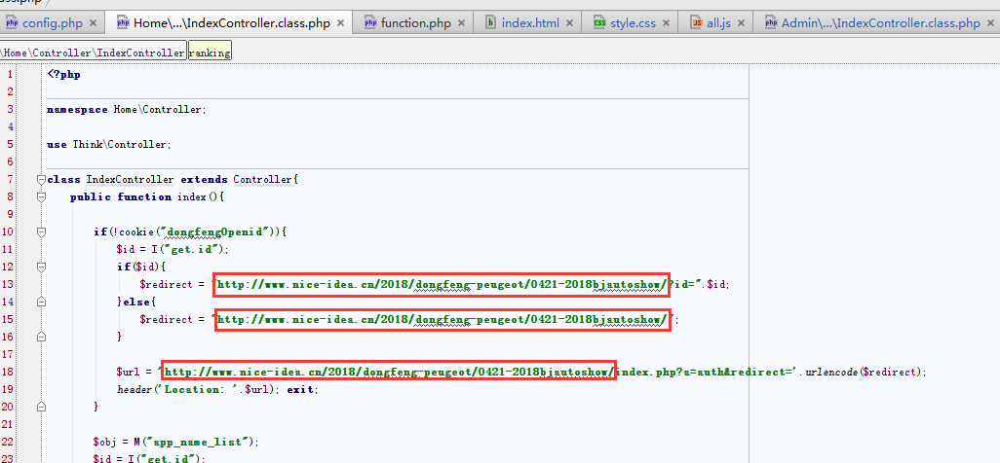 ass.php
config.php × Home\...\IndexController.class.php × function.php × index.html × style.css × all.js × Admin\...\IndexController.class.php ×
\Home\Controller\IndexController ranking
1 <?php
2
3 namespace Home\Controller;
4
5 use Think\Controller;
6
7 class IndexController extends Controller{
8 public function index(){
9
10 if(!cookie("dongfengOpenid")){
11 $id = I("get.id");
12 if($id){
13 $redirect = "http://www.nice-idea.cn/2018/dongfeng-peugeot/0421-2018bjautoshow/?id=".$id;
14 }else{
15 $redirect = "http://www.nice-idea.cn/2018/dongfeng-peugeot/0421-2018bjautoshow/";
16 }
17
18 $url = 'http://www.nice-idea.cn/2018/dongfeng-peugeot/0421-2018bjautoshow/index.php?a=auth&redirect='.urlencode($redirect);
19 header('Location: '.$url); exit;
20 }
21
22 $obj = M("app_name_list");
23 $id = I("get.id");